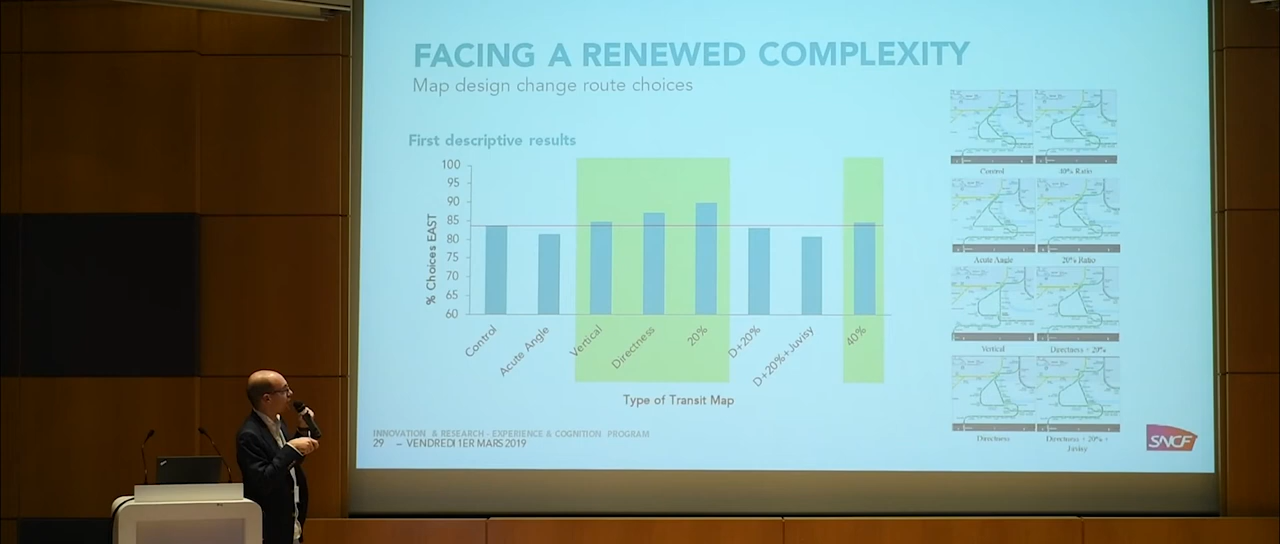 FACING A RENEWED COMPLEXITY
Map design change route choices
First descriptive results
% Choices EAST
100
95
90
85
80
75
70
65
60
Control
Acute Angle
Vertical
Directness
20%
D+20%
D+20%+Juvisy
40%
Type of Transit Map
Control
40% Ratio
Acute Angle
20% Ratio
Vertical
Directness + 20%
Directness
Directness + 20% +
Juvisy
INNOVATION & RESEARCH - EXPERIENCE & COGNITION PROGRAM
29 – VENDREDI 1ER MARS 2019
SNCF